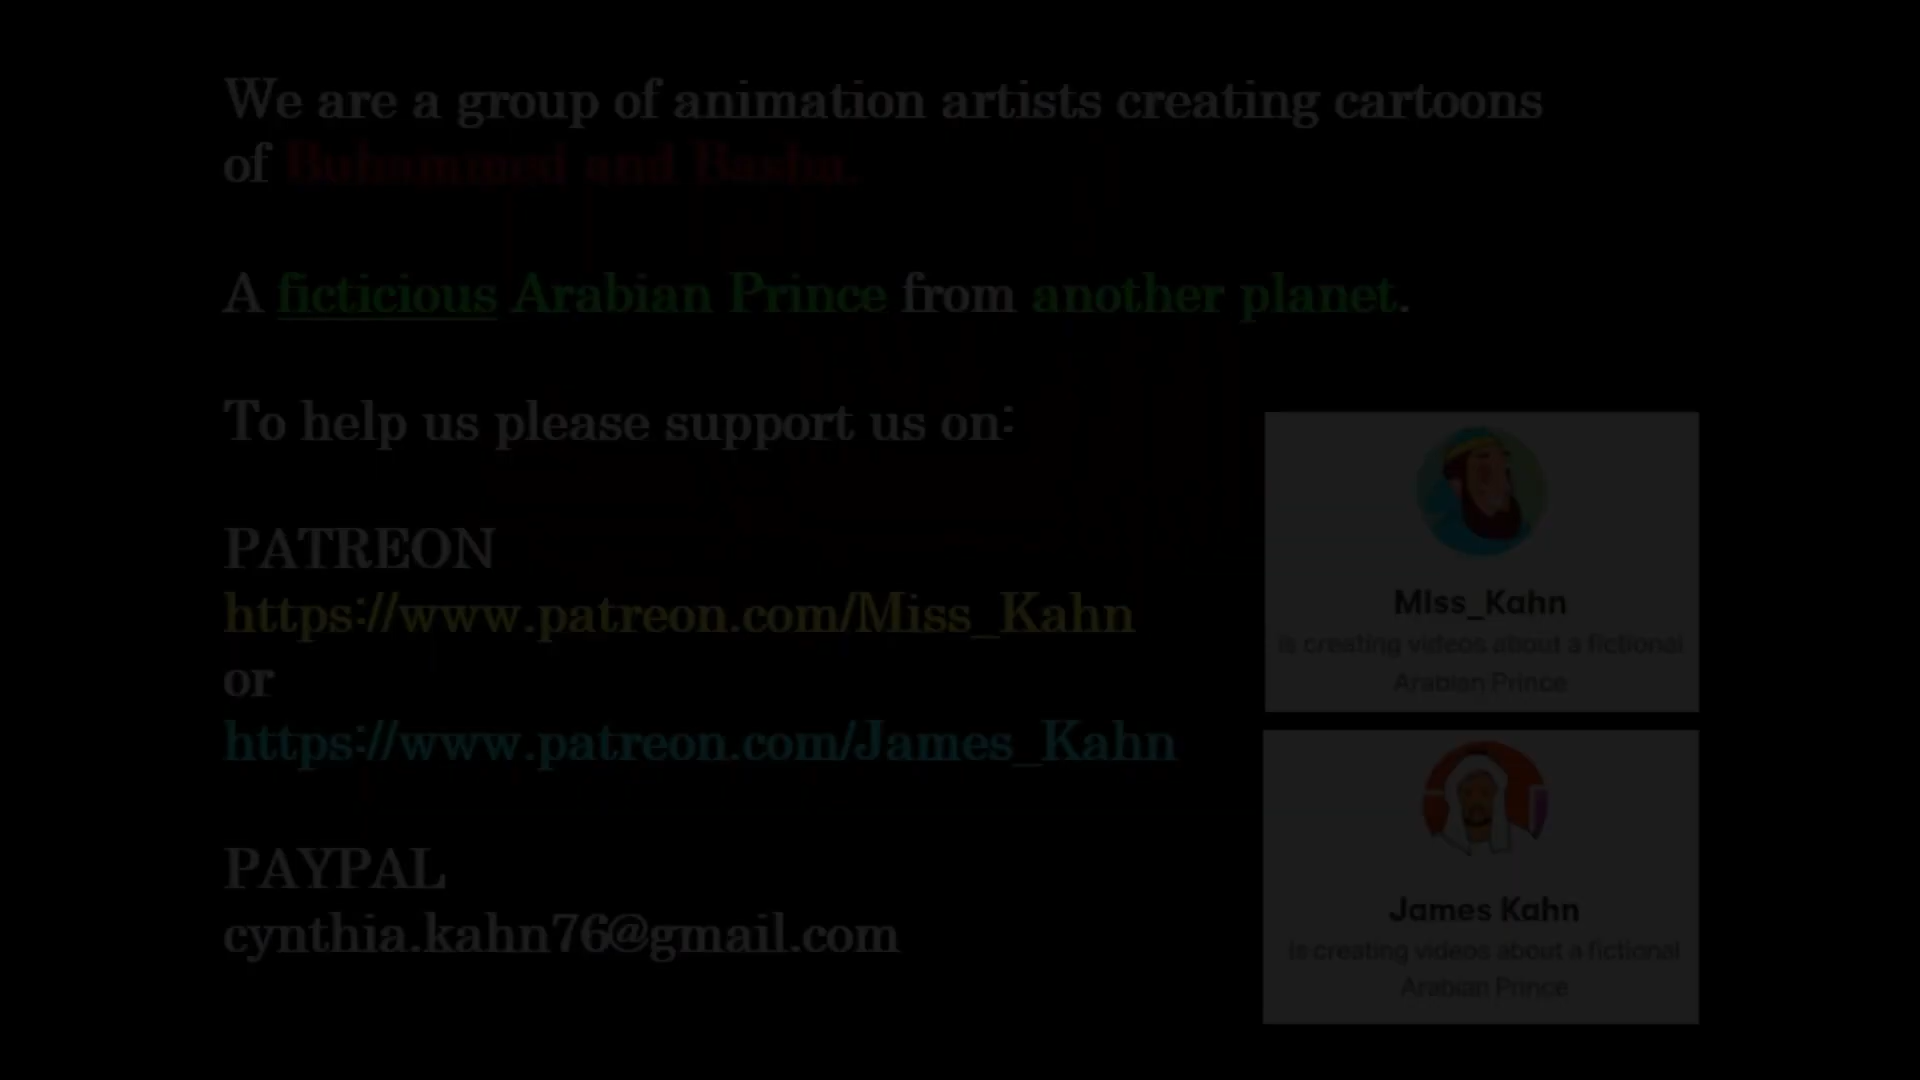 We are a group of animation artists creating cartoons
of Buhammed and Basha.
A ficticious Arabian Prince from another planet.
To help us please support us on:
PATREON
https://www.patreon.com/Miss_Kahn
or
https://www.patreon.com/James_Kahn
PAYPAL
cynthia.kahn76@gmail.com
MIss_Kahn
is creating videos about a fictional
Arabian Prince
James Kahn
is creating videos about a fictional
Arabian Prince